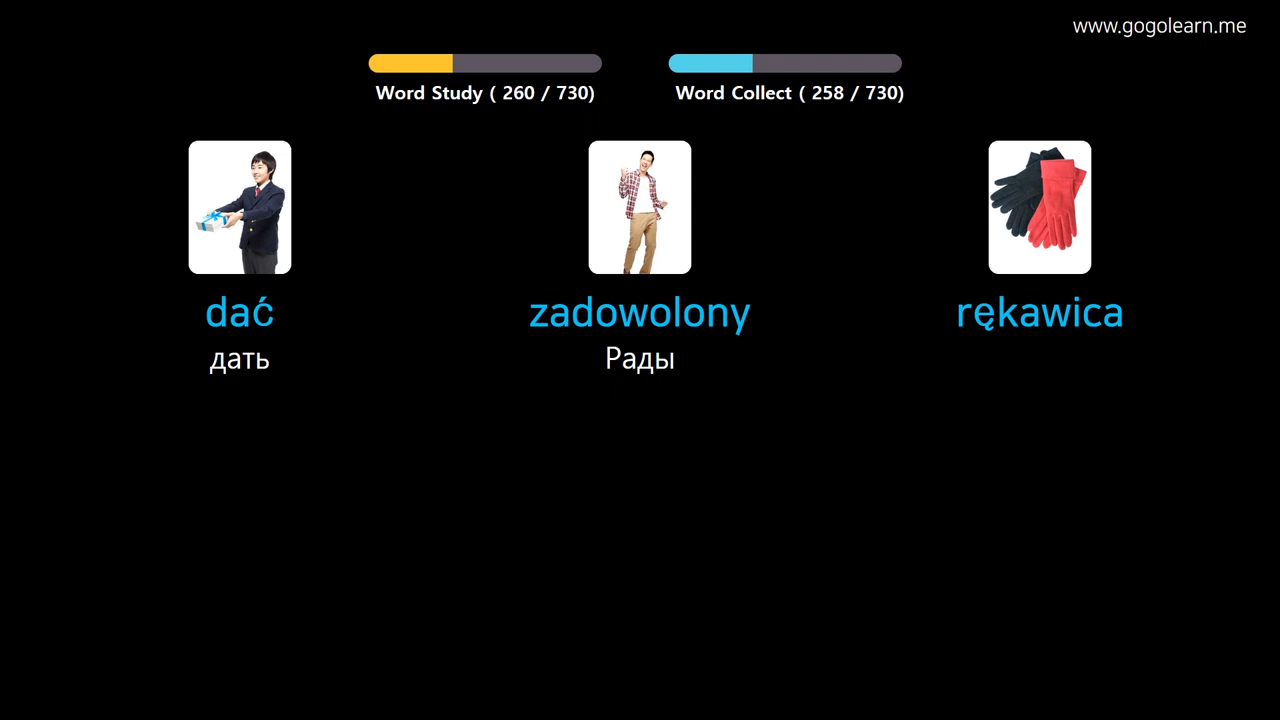 www.gogolearn.me
Word Study ( 260 / 730)
Word Collect ( 258 / 730)
dać
zadowolony
rękawica
дать
Рады